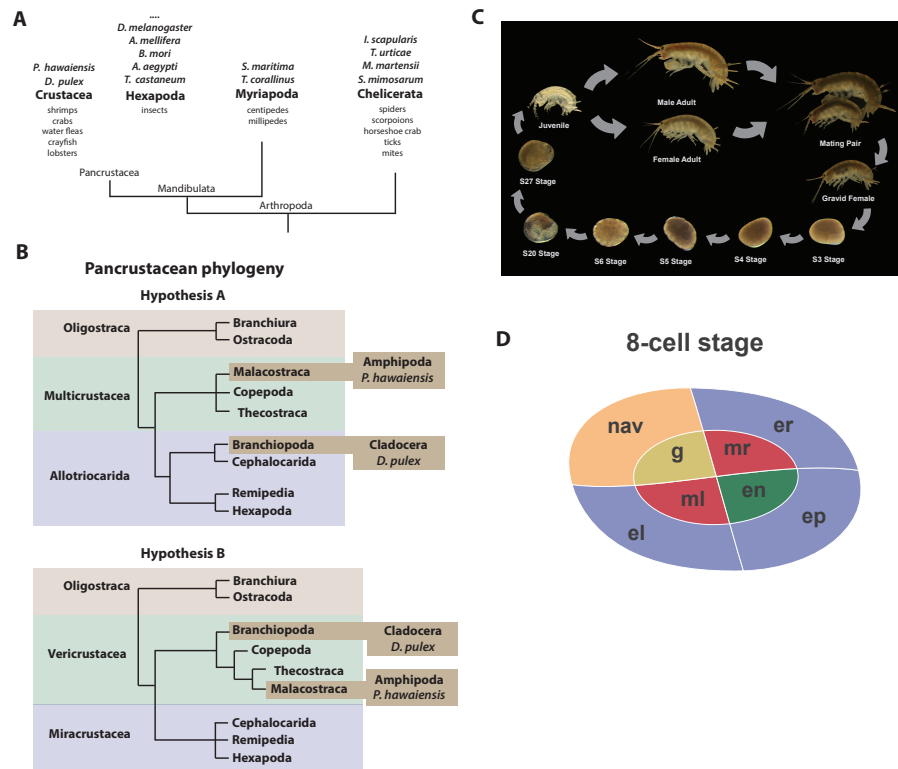 A
P. hawaiensis
D. pulex
Crustacea
shrimps
crabs
water fleas
crayfish
lobsters
....
D. melanogaster
A. mellifera
B. mori
A. aegypti
T. castaneum
Hexapoda
insects
S. maritima
T. corallinus
Myriapoda
centipedes
millipedes
I. scapularis
T. urticae
M. martensii
S. mimosarum
Chelicerata
spiders
scorpoions
horseshoe crab
ticks
mites
Pancrustacea
Mandibulata
Arthropoda
B
Pancrustacean phylogeny
Hypothesis A
Oligostraca
Branchiura
Ostracoda
Multicrustacea
Malacostraca
Amphipoda
P. hawaiensis
Copepoda
Thecostraca
Allotriocarida
Branchiopoda
Cladocera
D. pulex
Cephalocarida
Remipedia
Hexapoda
Hypothesis B
Oligostraca
Branchiura
Ostracoda
Vericrustacea
Branchiopoda
Cladocera
D. pulex
Copepoda
Thecostraca
Malacostraca
Amphipoda
P. hawaiensis
Miracrustacea
Cephalocarida
Remipedia
Hexapoda
C
Juvenile
Male Adult
Female Adult
Mating Pair
Gravid Female
S27 Stage
S20 Stage
S6 Stage
S5 Stage
S4 Stage
S3 Stage
D
8-cell stage
nav
er
g
mr
ml
en
el
ep